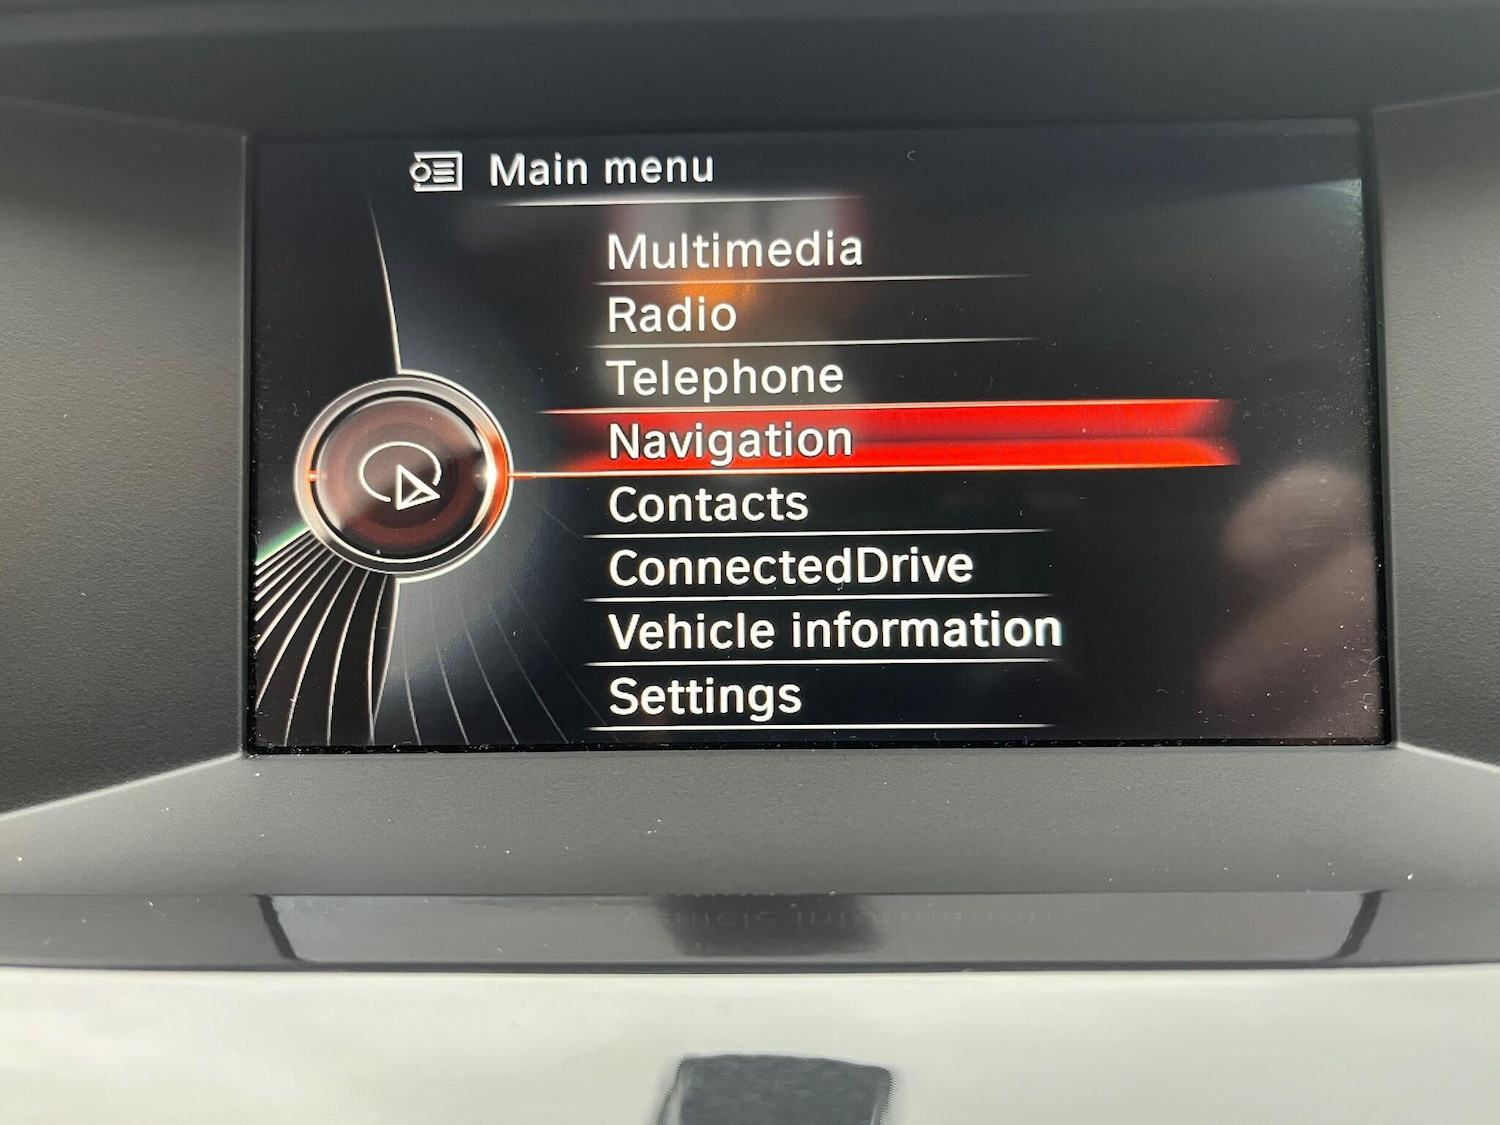 Main menu
Multimedia
Radio
Telephone
Navigation
Contacts
ConnectedDrive
Vehicle information
Settings